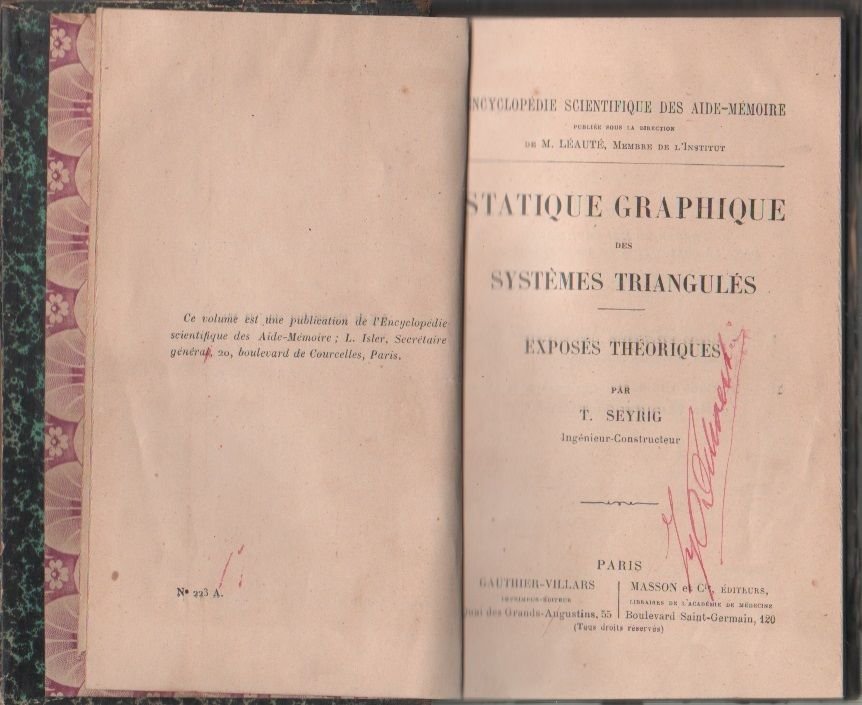 Ce volume est une publication de l'Encyclopédie
scientifique des Aide-Mémoire ; L. Isler, Secrétaire
général, 20, boulevard de Courcelles, Paris.
N° 223 A.
NCYCLOPÉDIE SCIENTIFIQUE DES AIDE-MÉMOIRE
PUBLIÉE SOUS LA DIRECTION
DE M. LÉAUTÉ, MEMBRE DE L'INSTITUT
STATIQUE GRAPHIQUE
DES
SYSTÈMES TRIANGULÉS
EXPOSÉS THÉORIQUES
PAR
T. SEYRIG
Ingénieur-Constructeur
PARIS
GAUTHIER-VILLARS
IMPRIMEUR-ÉDITEUR
Quai des Grands-Augustins, 55
MASSON et Cie, ÉDITEURS,
LIBRAIRES DE L'ACADÉMIE DE MÉDECINE
Boulevard Saint-Germain, 120
(Tous droits réservés)